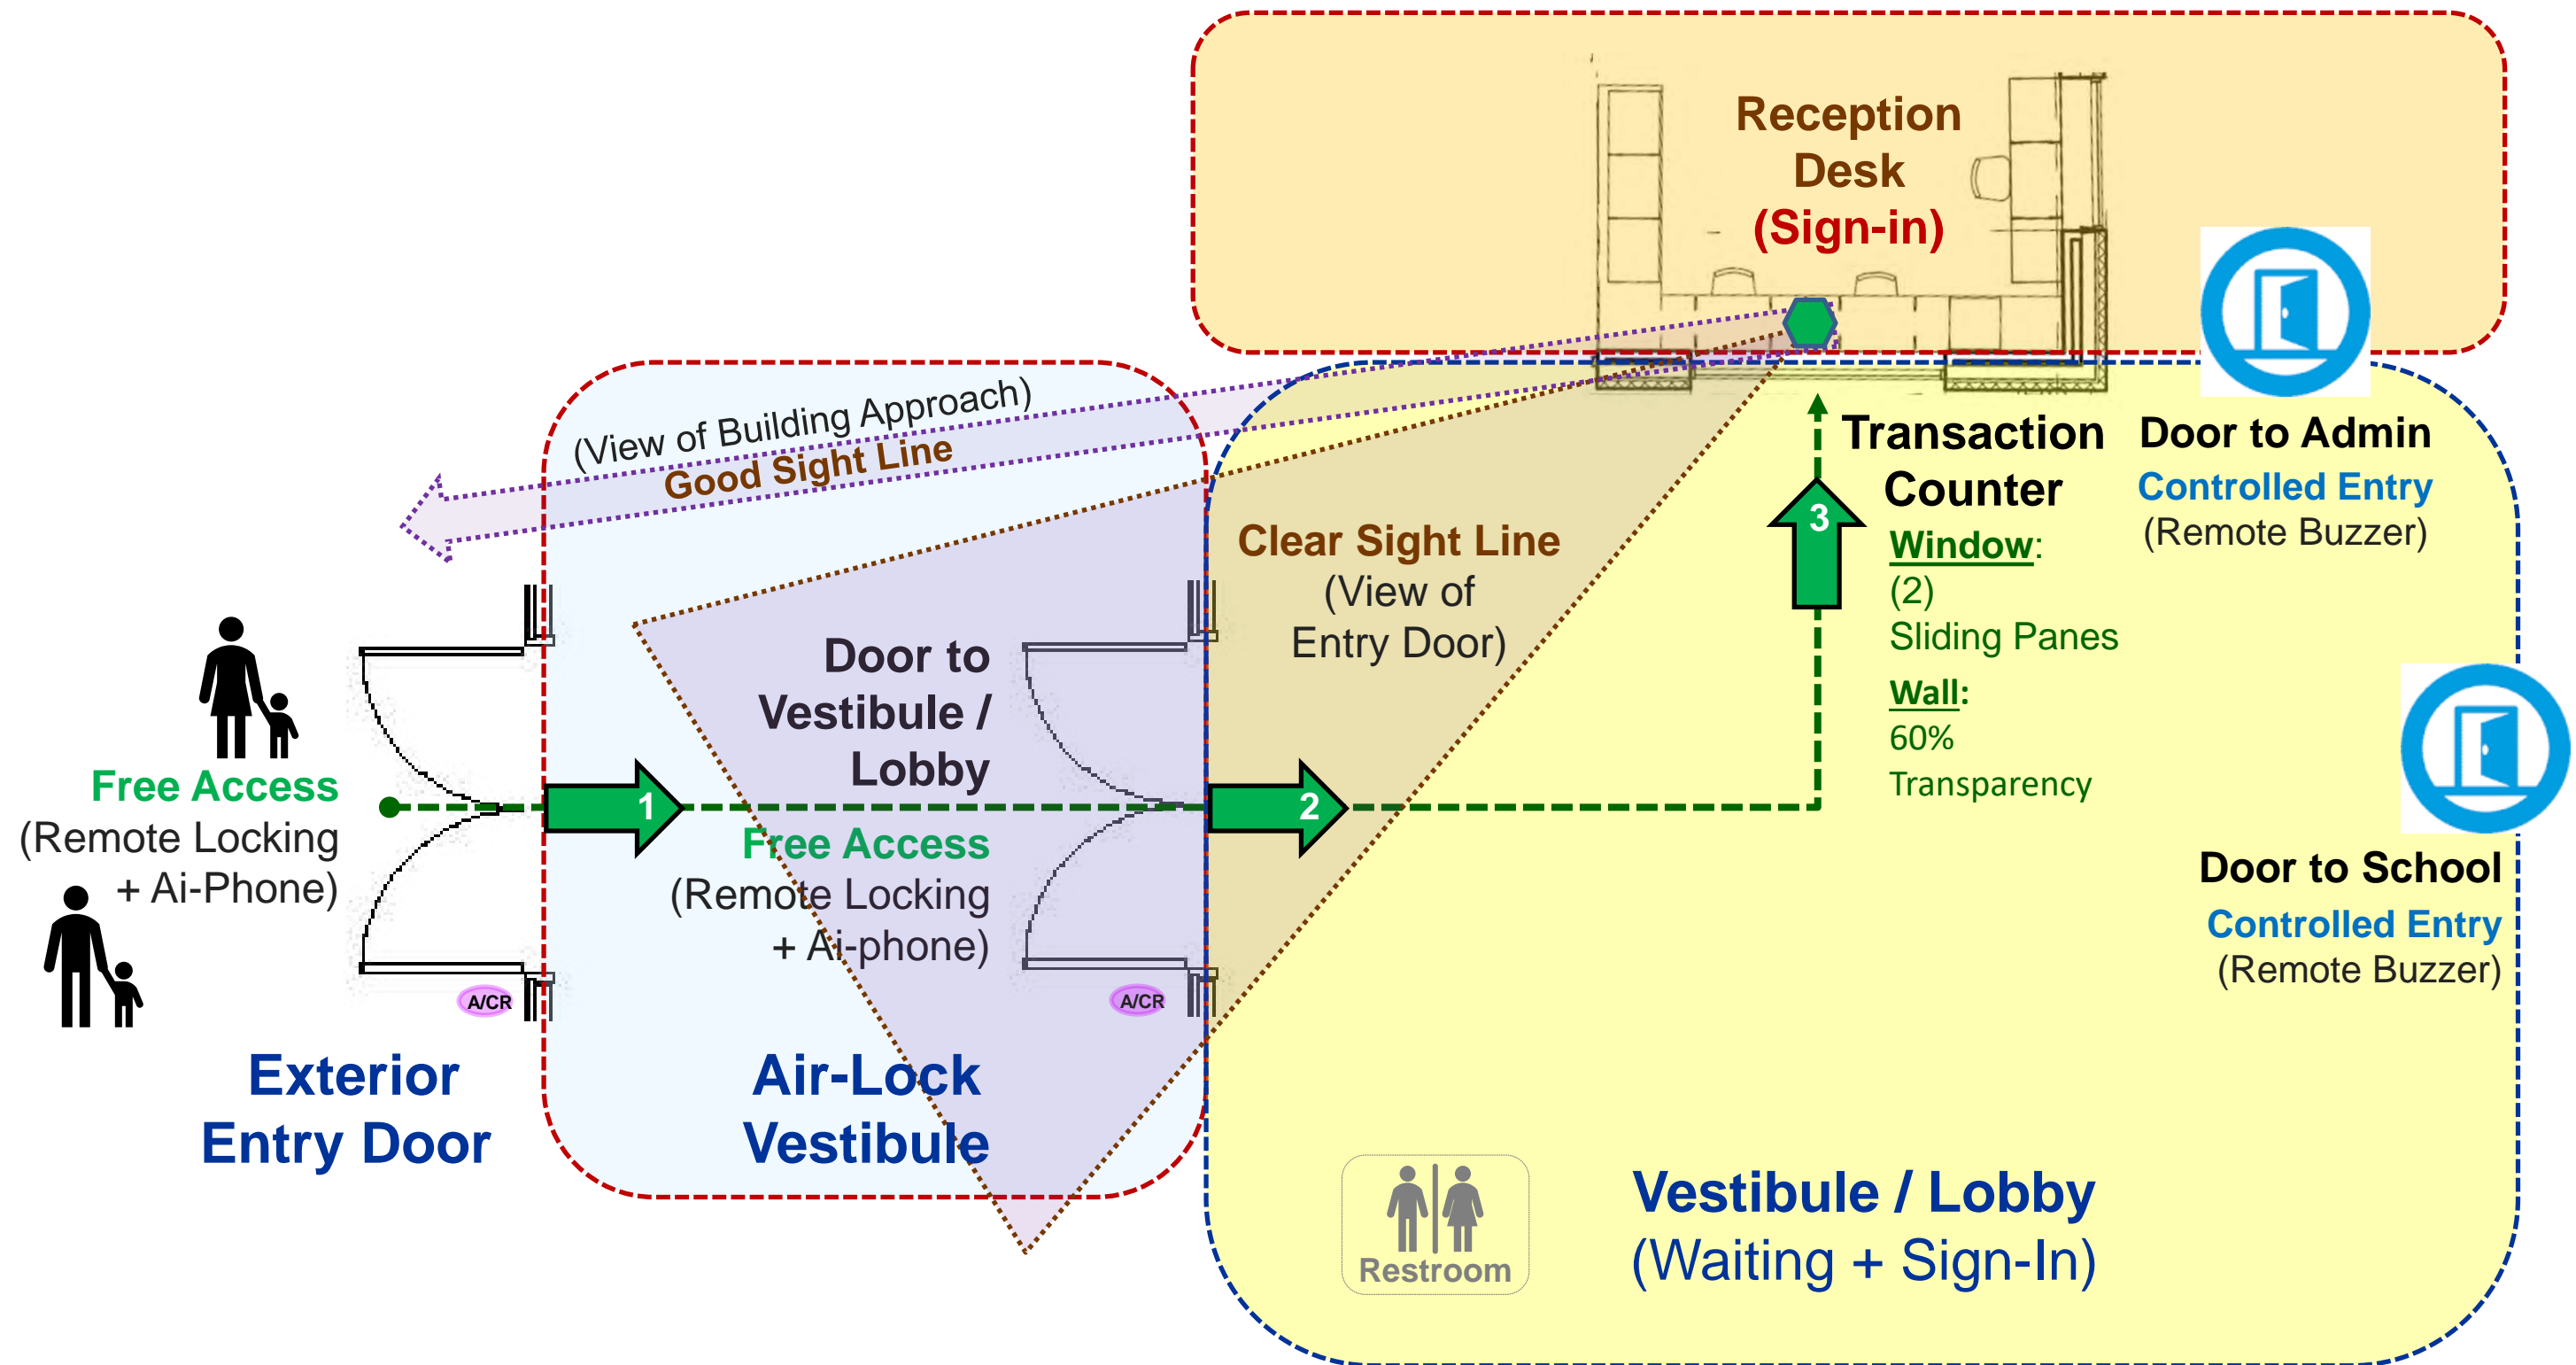 Reception
Desk
(Sign-in)
(View of Building Approach)
Good Sight Line
Transaction
Counter
Window:
(2)
Sliding Panes
Wall:
60%
Transparency
Door to Admin
Controlled Entry
(Remote Buzzer)
3
Clear Sight Line
(View of
Entry Door)
Door to
Vestibule /
Lobby
Free Access
(Remote Locking
+ Ai-Phone)
1
2
Free Access
(Remote Locking
+ Ai-phone)
Door to School
Controlled Entry
(Remote Buzzer)
A/CR
A/CR
Exterior
Entry Door
Air-Lock
Vestibule
Restroom
Vestibule / Lobby
(Waiting + Sign-In)